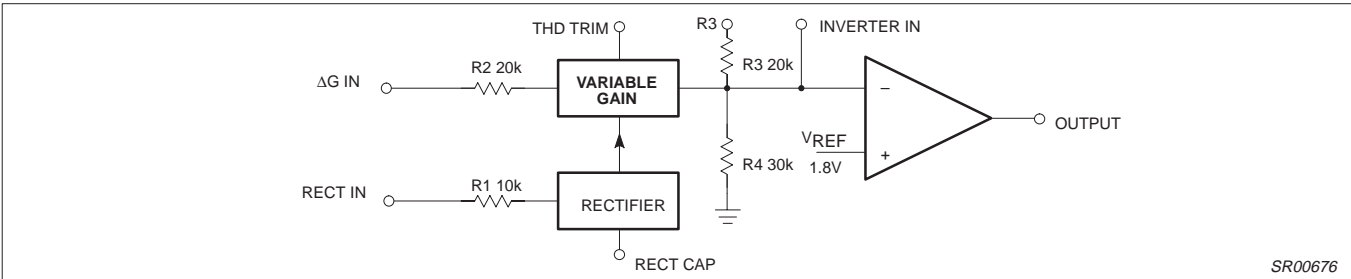 THD TRIM
R3
INVERTER IN
ΔG IN
R2 20k
VARIABLE
GAIN
R3 20k
−
+
VREF
1.8V
OUTPUT
R4 30k
RECT IN
R1 10k
RECTIFIER
RECT CAP
SR00676